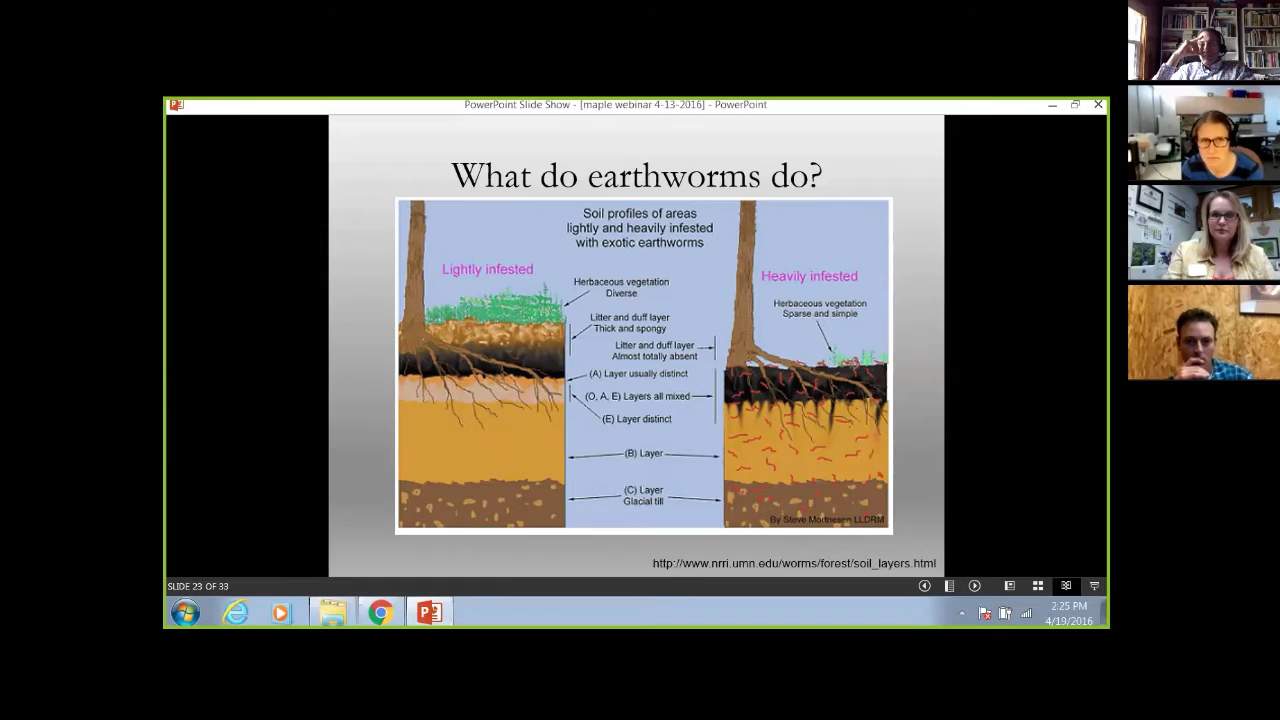 PowerPoint Slide Show - [maple webinar 4-13-2016] - PowerPoint
What do earthworms do?
Soil profiles of areas
lightly and heavily infested
with exotic earthworms
Lightly infested
Heavily infested
Herbaceous vegetation
Diverse
Herbaceous vegetation
Sparse and simple
Litter and duff layer
Thick and spongy
Litter and duff layer
Almost totally absent
(A) Layer usually distinct
(O, A, E) Layers all mixed
(E) Layer distinct
(B) Layer
(C) Layer
Glacial till
By Steve Mortnesen LLDRM
http://www.nrri.umn.edu/worms/forest/soil_layers.html
SLIDE 23 OF 33
2:25 PM
4/19/2016